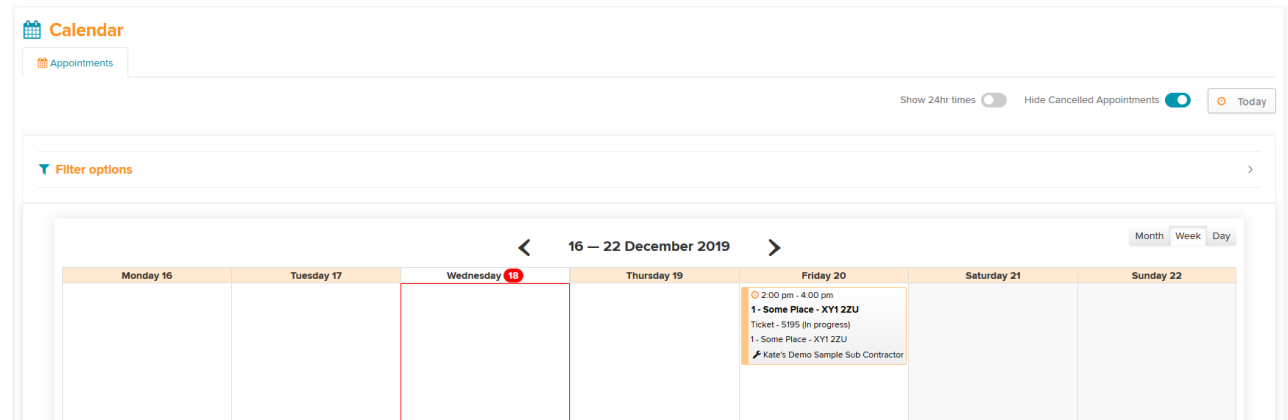 Calendar
Appointments
Show 24hr times Hide Cancelled Appointments Today
Filter options
16 — 22 December 2019
Month Week Day
Monday 16 Tuesday 17 Wednesday 18 Thursday 19 Friday 20 Saturday 21 Sunday 22
2:00 pm - 4:00 pm
1 - Some Place - XY1 2ZU
Ticket - 5195 (In progress)
1 - Some Place - XY1 2ZU
Kate's Demo Sample Sub Contractor